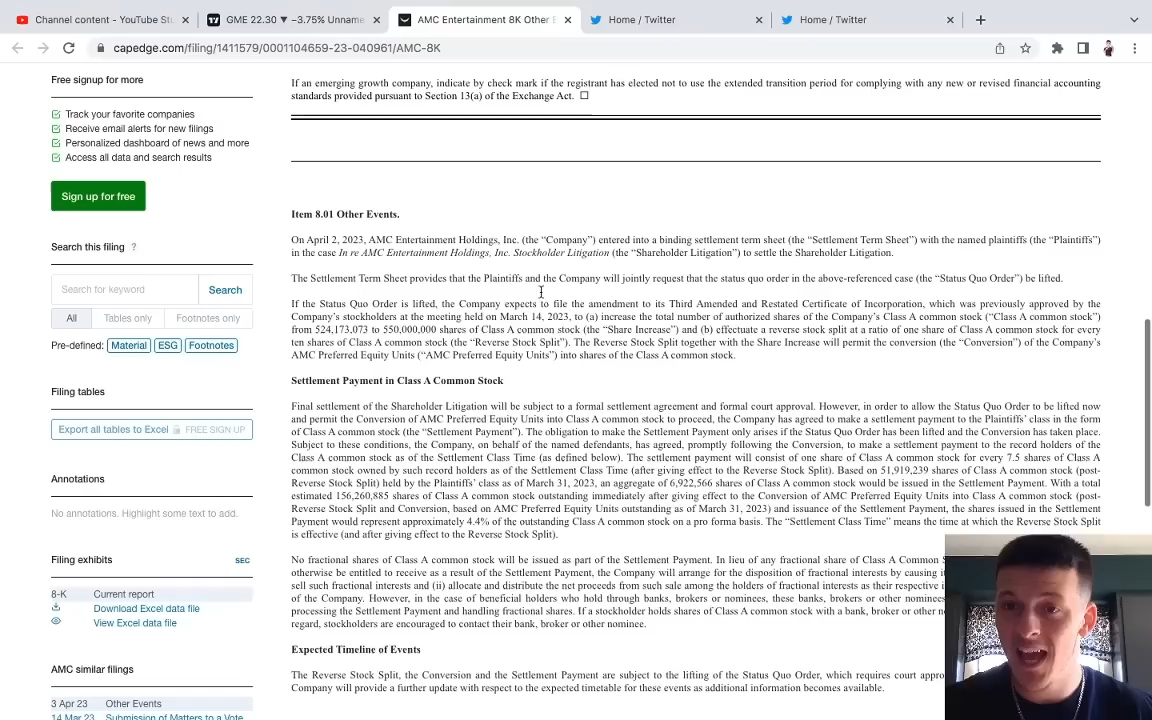 Channel content - YouTube Stu
GME 22.30 ▼ −3.75% Unname
AMC Entertainment 8K Other E
Home / Twitter
Home / Twitter
capedge.com/filing/1411579/0001104659-23-040961/AMC-8K
Free signup for more
Track your favorite companies
Receive email alerts for new filings
Personalized dashboard of news and more
Access all data and search results
Sign up for free
Search this filing ?
Search for keyword
Search
All Tables only Footnotes only
Pre-defined: Material ESG Footnotes
Filing tables
Export all tables to Excel FREE SIGN UP
Annotations
No annotations. Highlight some text to add.
Filing exhibits SEC
8-K Current report
Download Excel data file
View Excel data file
AMC similar filings
3 Apr 23 Other Events
14 Mar 23 Submission of Matters to a Vote
If an emerging growth company, indicate by check mark if the registrant has elected not to use the extended transition period for complying with any new or revised financial accounting
standards provided pursuant to Section 13(a) of the Exchange Act. ☐
Item 8.01 Other Events.
On April 2, 2023, AMC Entertainment Holdings, Inc. (the “Company”) entered into a binding settlement term sheet (the “Settlement Term Sheet”) with the named plaintiffs (the “Plaintiffs”)
in the case In re AMC Entertainment Holdings, Inc. Stockholder Litigation (the “Shareholder Litigation”) to settle the Shareholder Litigation.
The Settlement Term Sheet provides that the Plaintiffs and the Company will jointly request that the status quo order in the above-referenced case (the “Status Quo Order”) be lifted.
If the Status Quo Order is lifted, the Company expects to file the amendment to its Third Amended and Restated Certificate of Incorporation, which was previously approved by the
Company’s stockholders at the meeting held on March 14, 2023, to (a) increase the total number of authorized shares of the Company’s Class A common stock (“Class A common stock”)
from 524,173,073 to 550,000,000 shares of Class A common stock (the “Share Increase”) and (b) effectuate a reverse stock split at a ratio of one share of Class A common stock for every
ten shares of Class A common stock (the “Reverse Stock Split”). The Reverse Stock Split together with the Share Increase will permit the conversion (the “Conversion”) of the Company’s
AMC Preferred Equity Units (“AMC Preferred Equity Units”) into shares of the Class A common stock.
Settlement Payment in Class A Common Stock
Final settlement of the Shareholder Litigation will be subject to a formal settlement agreement and formal court approval. However, in order to allow the Status Quo Order to be lifted now
and permit the Conversion of AMC Preferred Equity Units into Class A common stock to proceed, the Company has agreed to make a settlement payment to the Plaintiffs’ class in the form
of Class A common stock (the “Settlement Payment”). The obligation to make the Settlement Payment only arises if the Status Quo Order has been lifted and the Conversion has taken place.
Subject to these conditions, the Company, on behalf of the named defendants, has agreed, promptly following the Conversion, to make a settlement payment to the record holders of the
Class A common stock as of the Settlement Class Time (as defined below). The settlement payment will consist of one share of Class A common stock for every 7.5 shares of Class A
common stock owned by such record holders as of the Settlement Class Time (after giving effect to the Reverse Stock Split). Based on 51,919,239 shares of Class A common stock (post-
Reverse Stock Split) held by the Plaintiffs’ class as of March 31, 2023, an aggregate of 6,922,566 shares of Class A common stock would be issued in the Settlement Payment. With a total
estimated 156,260,885 shares of Class A common stock outstanding immediately after giving effect to the Conversion of AMC Preferred Equity Units into Class A common stock (post-
Reverse Stock Split and Conversion, based on AMC Preferred Equity Units outstanding as of March 31, 2023) and issuance of the Settlement Payment, the shares issued in the Settlement
Payment would represent approximately 4.4% of the outstanding Class A common stock on a pro forma basis. The “Settlement Class Time” means the time at which the Reverse Stock Split
is effective (and after giving effect to the Reverse Stock Split).
No fractional shares of Class A common stock will be issued as part of the Settlement Payment. In lieu of any fractional share of Class A Common S
otherwise be entitled to receive as a result of the Settlement Payment, the Company will arrange for the disposition of fractional interests by causing it
sell such fractional interests and (ii) allocate and distribute the net proceeds from such sale among the holders of fractional interests as their respective i
of the Company. However, in the case of beneficial holders who hold through banks, brokers or nominees, these banks, brokers or other nominees
processing the Settlement Payment and handling fractional shares. If a stockholder holds shares of Class A common stock with a bank, broker or other n
regard, stockholders are encouraged to contact their bank, broker or other nominee.
Expected Timeline of Events
The Reverse Stock Split, the Conversion and the Settlement Payment are subject to the lifting of the Status Quo Order, which requires court appro
Company will provide a further update with respect to the expected timetable for these events as additional information becomes available.